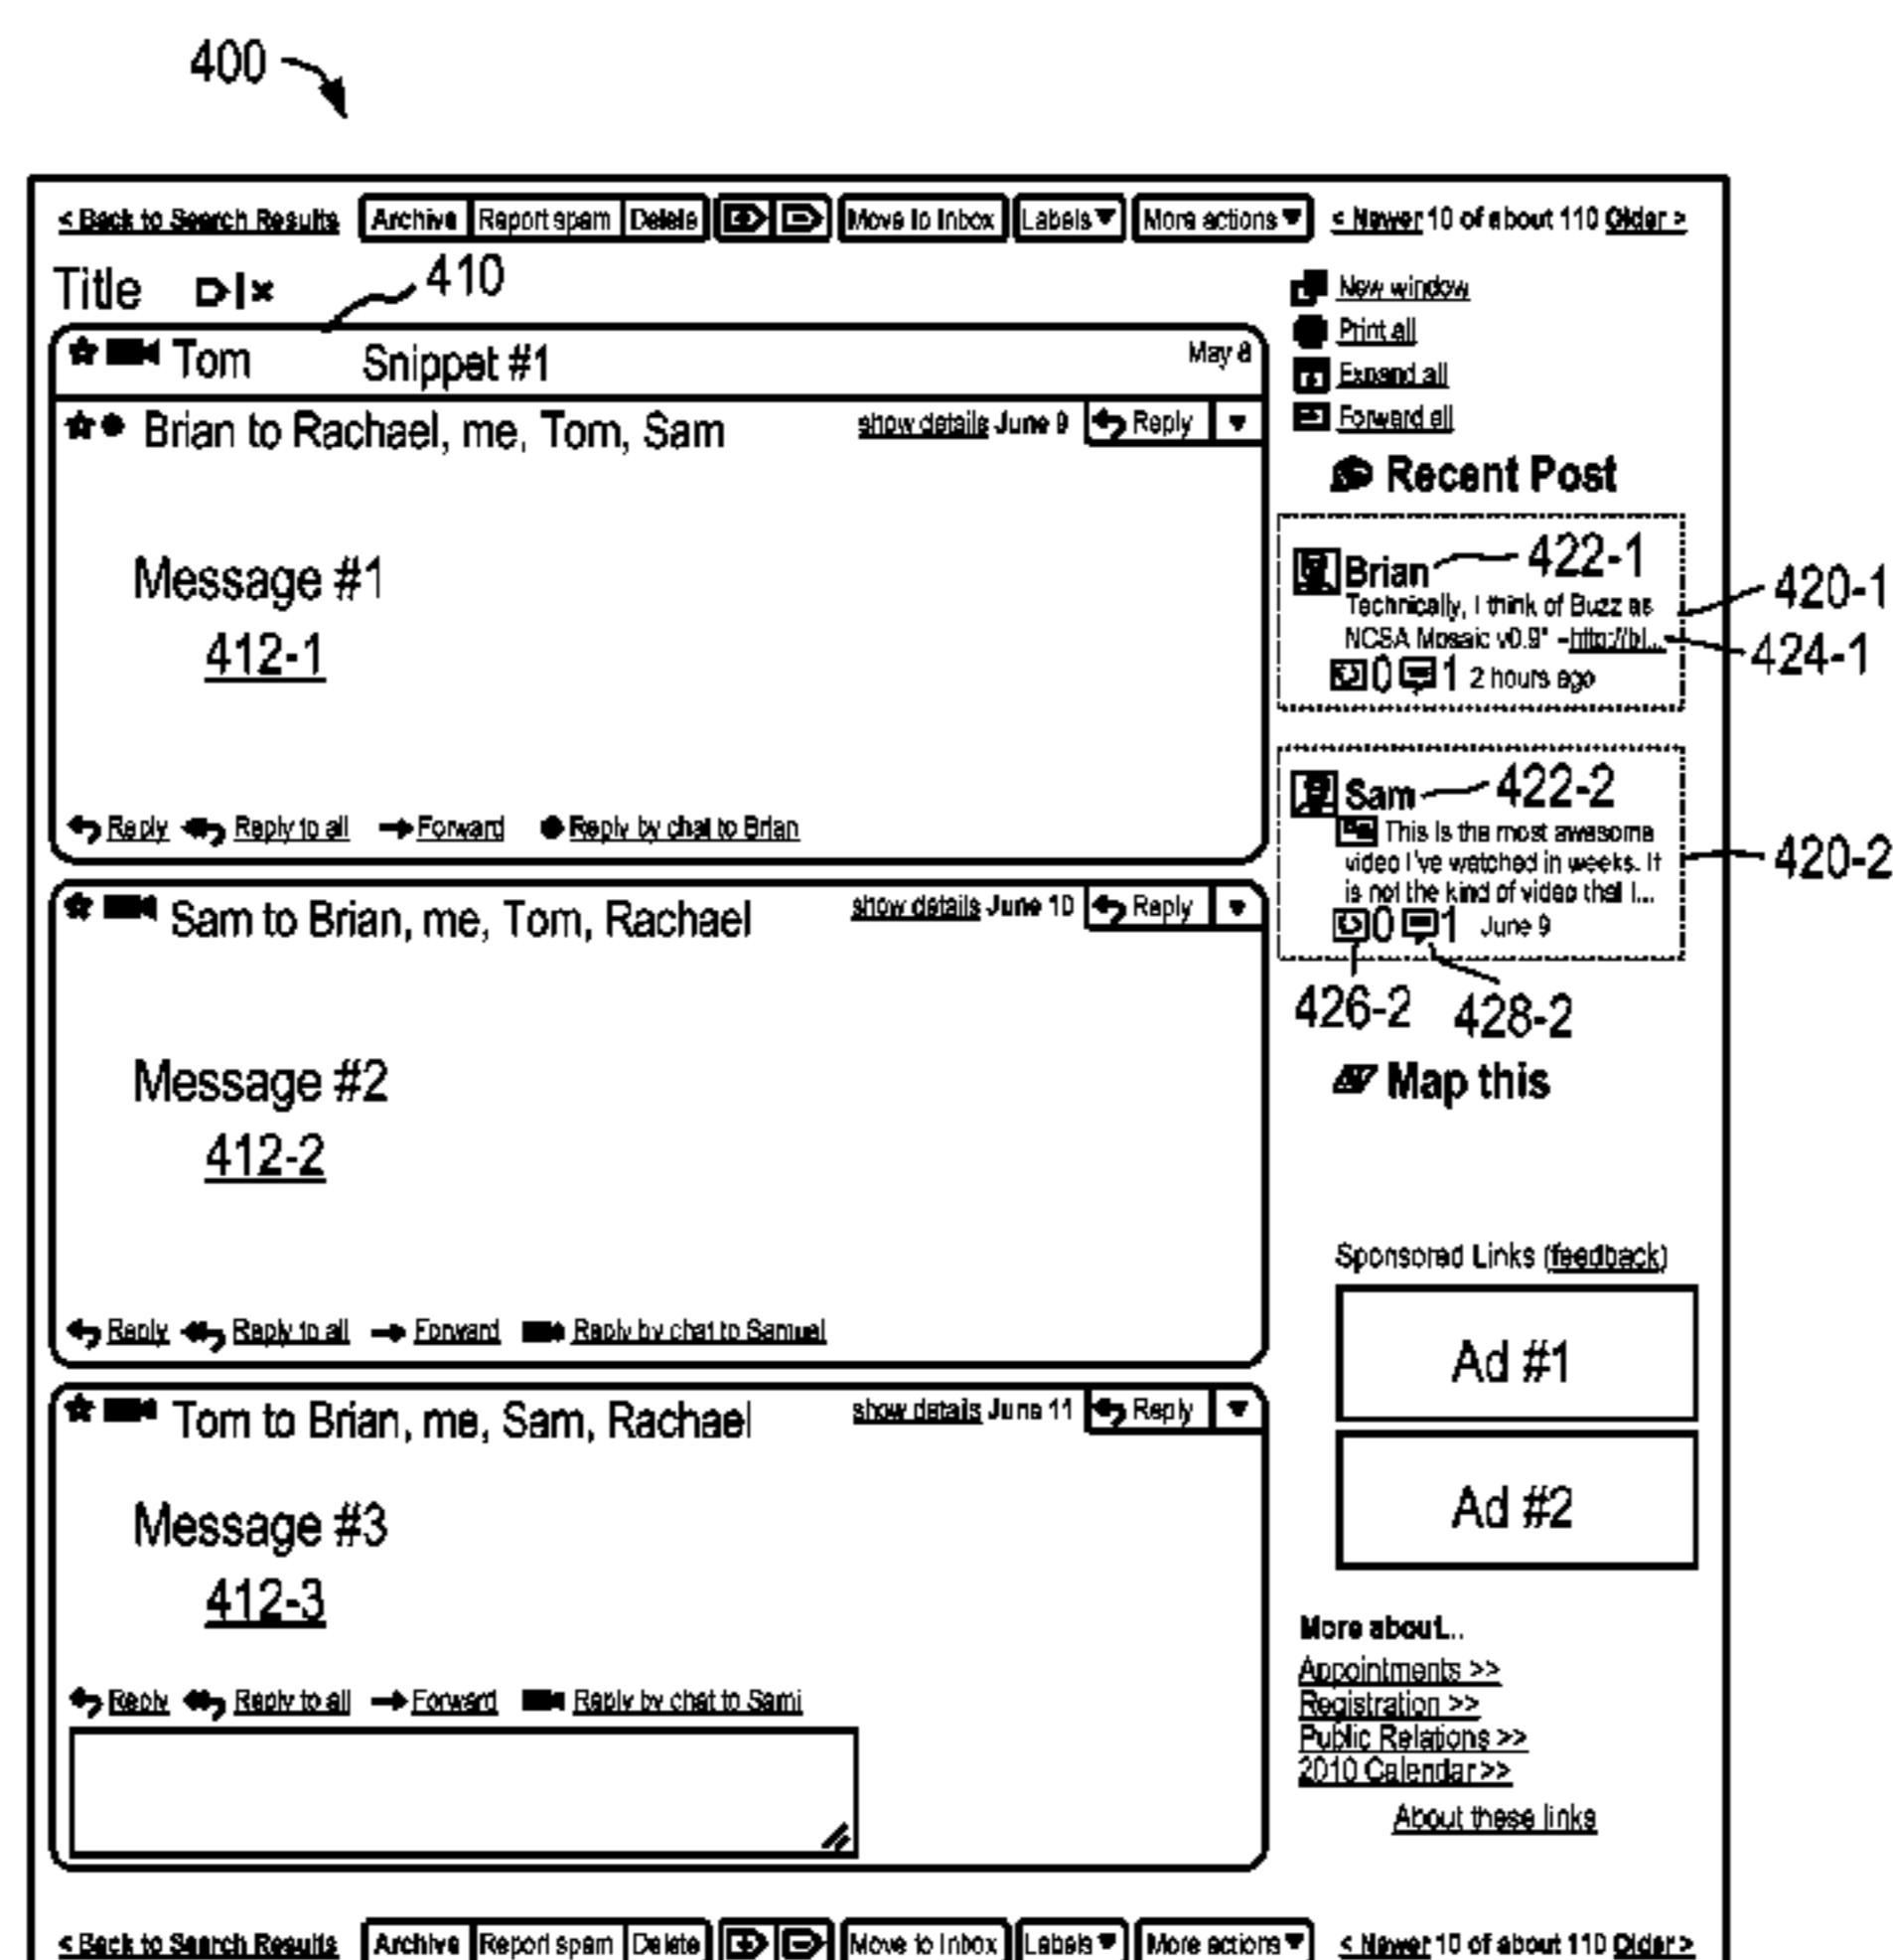 400
< Back to Search Results Archive Report spam Delete Move to Inbox Labels More actions < Newer 10 of about 110 Older >
Title 410
Tom Snippet #1 May 8
Brian to Rachael, me, Tom, Sam show details June 9 Reply
Message #1
412-1
Reply Reply to all Forward Reply by chat to Brian
Sam to Brian, me, Tom, Rachael show details June 10 Reply
Message #2
412-2
Reply Reply to all Forward Reply by chat to Samuel
Tom to Brian, me, Sam, Rachael show details June 11 Reply
Message #3
412-3
Reply Reply to all Forward Reply by chat to Sami
New window
Print all
Expand all
Forward all
Recent Post
Brian 422-1
420-1
Technically, I think of Buzz as
NCSA Mosaic v0.9" –http://bl...
424-1
0 1 2 hours ago
Sam 422-2
This is the most awesome
video I've watched in weeks. It
420-2
is not the kind of video that I...
0 1 June 9
426-2 428-2
Map this
Sponsored Links (feedback)
Ad #1
Ad #2
More about...
Appointments >>
Registration >>
Public Relations >>
2010 Calendar >>
About these links
< Back to Search Results Archive Report spam Delete Move to Inbox Labels More actions < Newer 10 of about 110 Older >